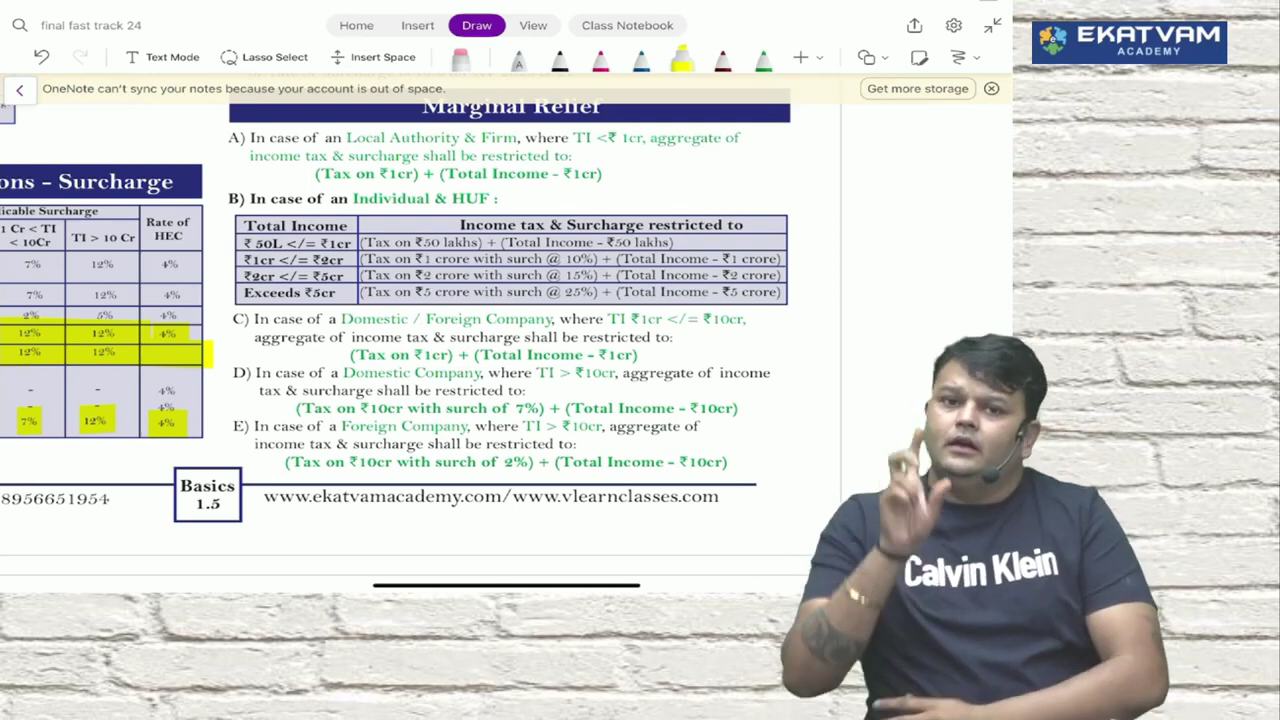 final fast track 24
Home Insert Draw View Class Notebook
Text Mode Lasso Select Insert Space
OneNote can't sync your notes because your account is out of space.
Get more storage
EKATVAM
ACADEMY
ons - Surcharge
licable Surcharge
1 Cr < TI < 10Cr
TI > 10 Cr
Rate of HEC
7% 12% 4%
7% 12% 4%
2% 5% 4%
12% 12% 4%
12% 12%
- - 4%
- - 4%
7% 12% 4%
Marginal Relief
A) In case of an Local Authority & Firm, where TI <₹ 1cr, aggregate of
income tax & surcharge shall be restricted to:
(Tax on ₹1cr) + (Total Income - ₹1cr)
B) In case of an Individual & HUF :
Total Income Income tax & Surcharge restricted to
₹ 50L </= ₹1cr (Tax on ₹50 lakhs) + (Total Income - ₹50 lakhs)
₹1cr </= ₹2cr (Tax on ₹1 crore with surch @ 10%) + (Total Income - ₹1 crore)
₹2cr </= ₹5cr (Tax on ₹2 crore with surch @ 15%) + (Total Income - ₹2 crore)
Exceeds ₹5cr (Tax on ₹5 crore with surch @ 25%) + (Total Income - ₹5 crore)
C) In case of a Domestic / Foreign Company, where TI ₹1cr </= ₹10cr,
aggregate of income tax & surcharge shall be restricted to:
(Tax on ₹1cr) + (Total Income - ₹1cr)
D) In case of a Domestic Company, where TI > ₹10cr, aggregate of income
tax & surcharge shall be restricted to:
(Tax on ₹10cr with surch of 7%) + (Total Income - ₹10cr)
E) In case of a Foreign Company, where TI > ₹10cr, aggregate of
income tax & surcharge shall be restricted to:
(Tax on ₹10cr with surch of 2%) + (Total Income - ₹10cr)
8956651954
Basics
1.5
www.ekatvamacademy.com/www.vlearnclasses.com
Calvin Klein